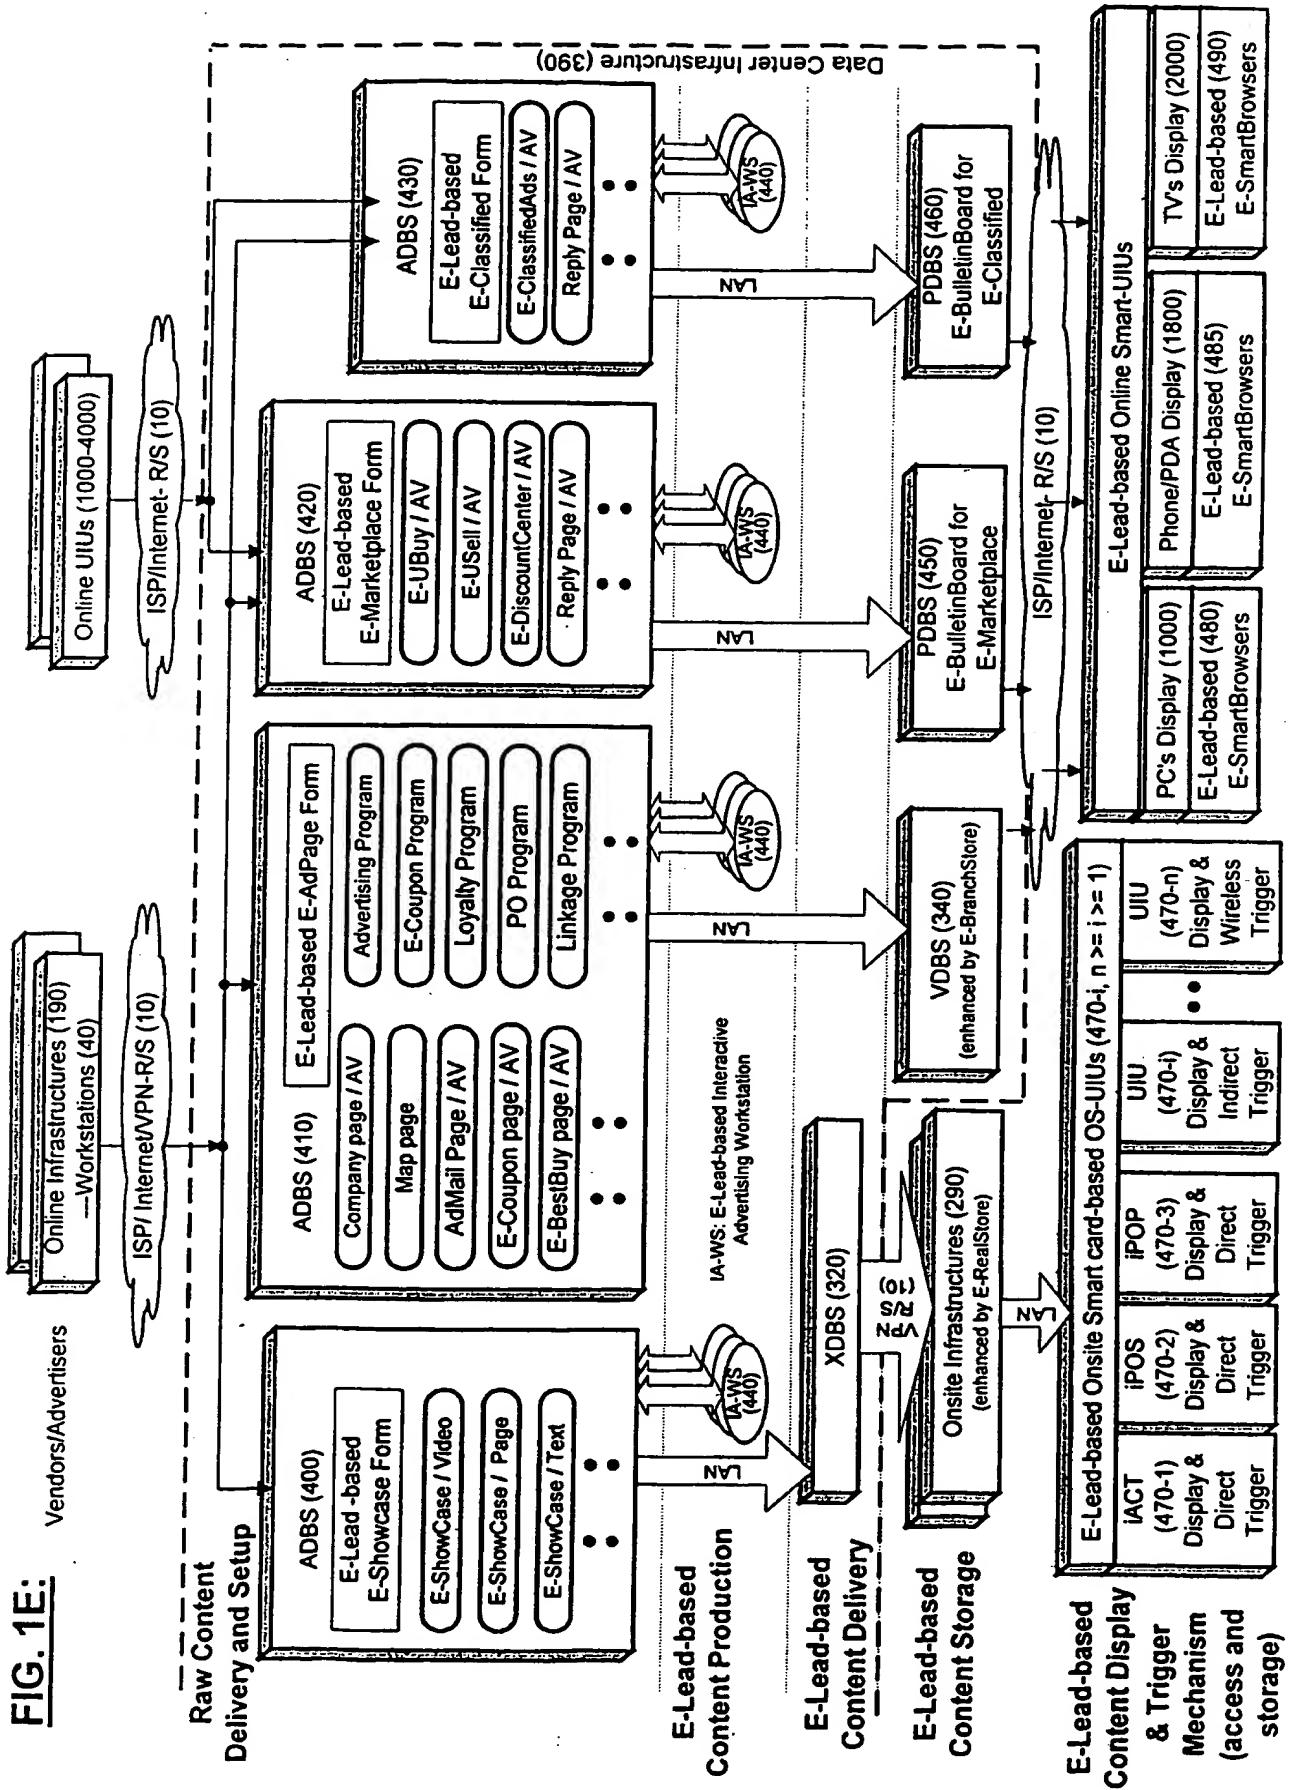 FIG. 1E:
Vendors/Advertisers
Online Infrastructures (190)
---Workstations (40)
Online UIUs (1000-4000)
ISP/ Internet/VPN-R/S (10)
ISP/Internet- R/S (10)
Raw Content
Delivery and Setup
Data Center Infrastructure (390)
ADBS (400)
E-Lead -based
E-Showcase Form
E-ShowCase / Video
E-ShowCase / Page
E-ShowCase / Text
ADBS (410)
E-Lead-based E-AdPage Form
Company page / AV
Map page
AdMail Page / AV
E-Coupon page / AV
E-BestBuy page / AV
Advertising Program
E-Coupon Program
Loyalty Program
PO Program
Linkage Program
ADBS (420)
E-Lead-based
E-Marketplace Form
E-UBuy / AV
E-USell / AV
E-DiscountCenter / AV
Reply Page / AV
ADBS (430)
E-Lead-based
E-Classified Form
E-ClassifiedAds / AV
Reply Page / AV
E-Lead-based
Content Production
LAN
IA-WS
(440)
IA-WS: E-Lead-based Interactive
Advertising Workstation
LAN
IA-WS
(440)
LAN
IA-WS
(440)
LAN
IA-WS
(440)
E-Lead-based
Content Delivery
XDBS (320)
VPN
R/S
(10)
E-Lead-based
Content Storage
Onsite Infrastructures (290)
(enhanced by E-RealStore)
VDBS (340)
(enhanced by E-BranchStore)
PDBS (450)
E-BulletinBoard for
E-Marketplace
PDBS (460)
E-BulletinBoard for
E-Classified
LAN
ISP/Internet- R/S (10)
E-Lead-based
Content Display
& Trigger
Mechanism
(access and
storage)
E-Lead-based Onsite Smart card-based OS-UIUs (470-i, n >= i >= 1)
iACT
(470-1)
Display &
Direct
Trigger
iPOS
(470-2)
Display &
Direct
Trigger
iPOP
(470-3)
Display &
Direct
Trigger
UIU
(470-i)
Display &
Indirect
Trigger
UIU
(470-n)
Display &
Wireless
Trigger
E-Lead-based Online Smart-UIUs
PC's Display (1000)
E-Lead-based (480)
E-SmartBrowsers
Phone/PDA Display (1800)
E-Lead-based (485)
E-SmartBrowsers
TV's Display (2000)
E-Lead-based (490)
E-SmartBrowsers